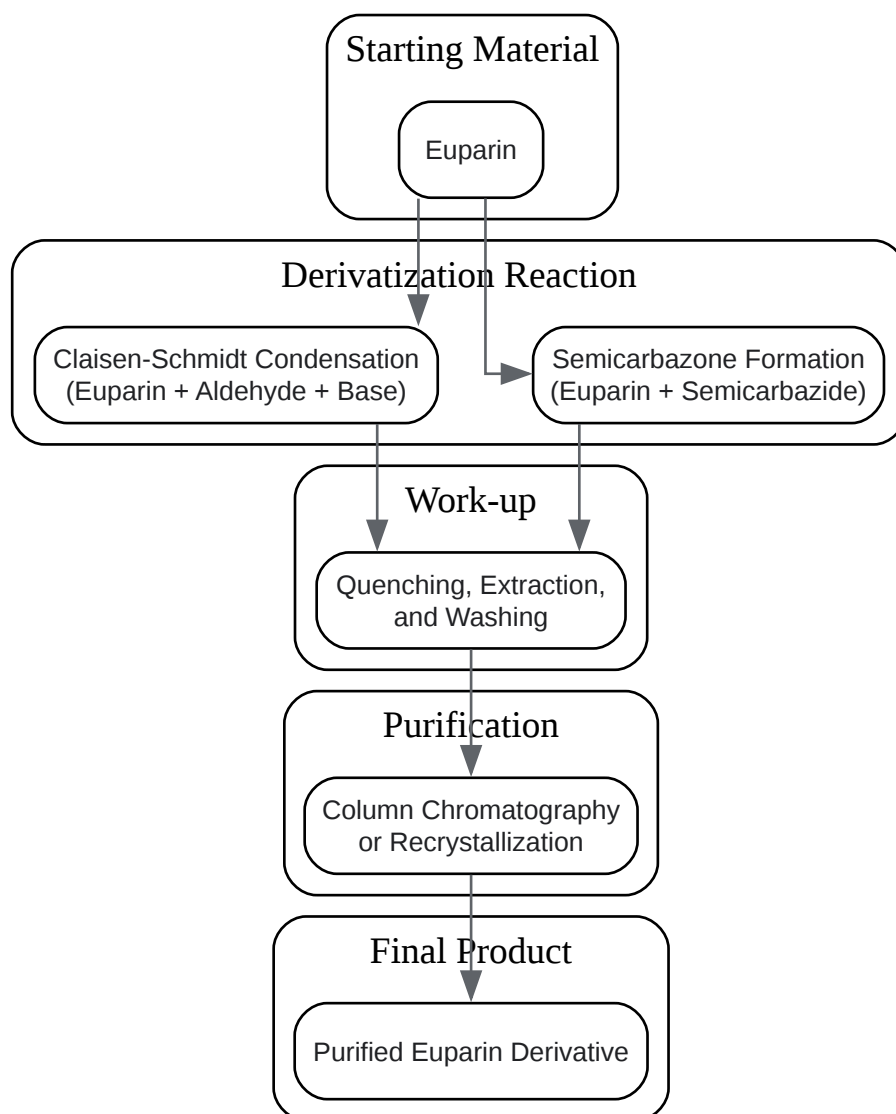 Starting Material
Euparin
Derivatization Reaction
Claisen-Schmidt Condensation
(Euparin + Aldehyde + Base)
Semicarbazone Formation
(Euparin + Semicarbazide)
Work-up
Quenching, Extraction,
and Washing
Purification
Column Chromatography
or Recrystallization
Final Product
Purified Euparin Derivative